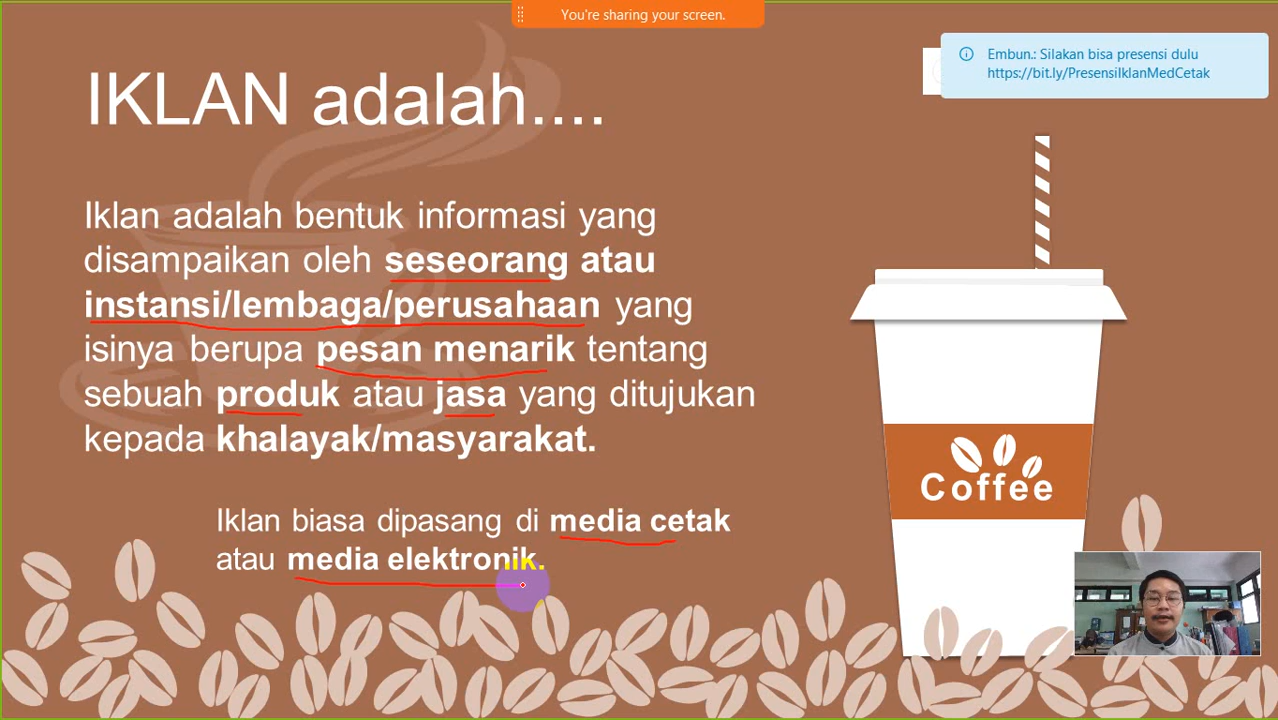 You're sharing your screen.
Embun.: Silakan bisa presensi dulu
https://bit.ly/PresensiIklanMedCetak
IKLAN adalah....
Iklan adalah bentuk informasi yang
disampaikan oleh seseorang atau
instansi/lembaga/perusahaan yang
isinya berupa pesan menarik tentang
sebuah produk atau jasa yang ditujukan
kepada khalayak/masyarakat.
Coffee
Iklan biasa dipasang di media cetak
atau media elektronik.